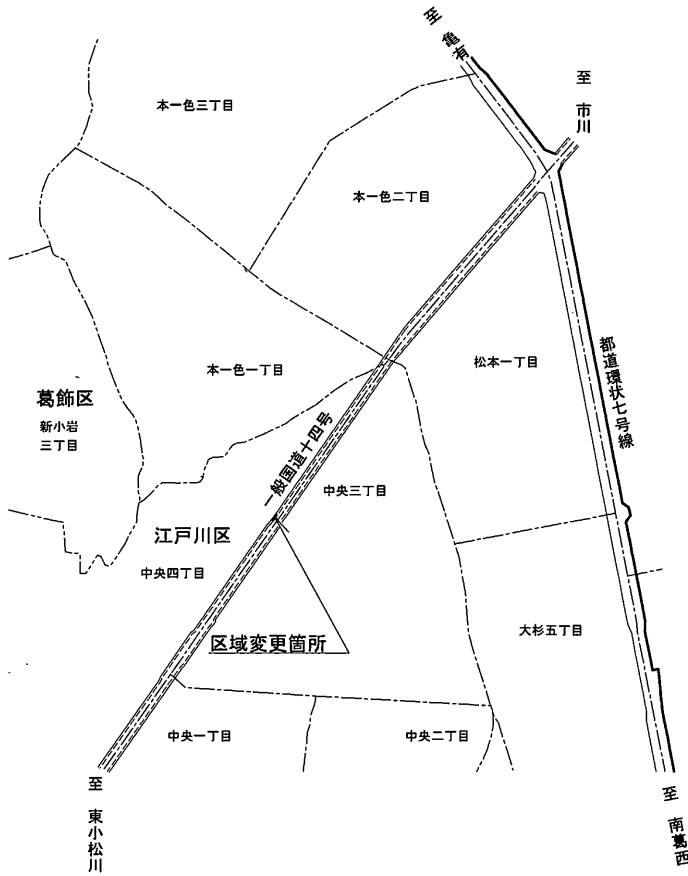 至 亀有
至 市川
本一色三丁目
本一色二丁目
都道環状七号線
松本一丁目
本一色一丁目
葛飾区
新小岩
三丁目
一般国道十四号
中央三丁目
江戸川区
中央四丁目
区域変更箇所
大杉五丁目
中央一丁目
中央二丁目
至 東小松川
至 南葛西